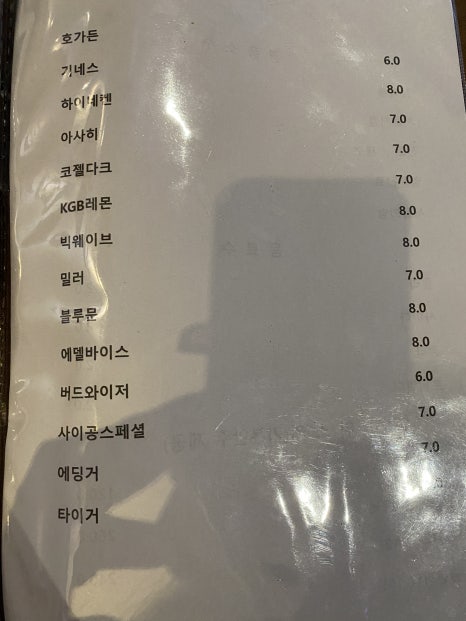 호가든 6.0
기네스 8.0
하이네켄 7.0
아사히 7.0
코젤다크 7.0
KGB레몬 8.0
빅웨이브 8.0
밀러 7.0
블루문 8.0
에델바이스 8.0
버드와이저 6.0
사이공스페셜 7.0
에딩거 7.0
타이거